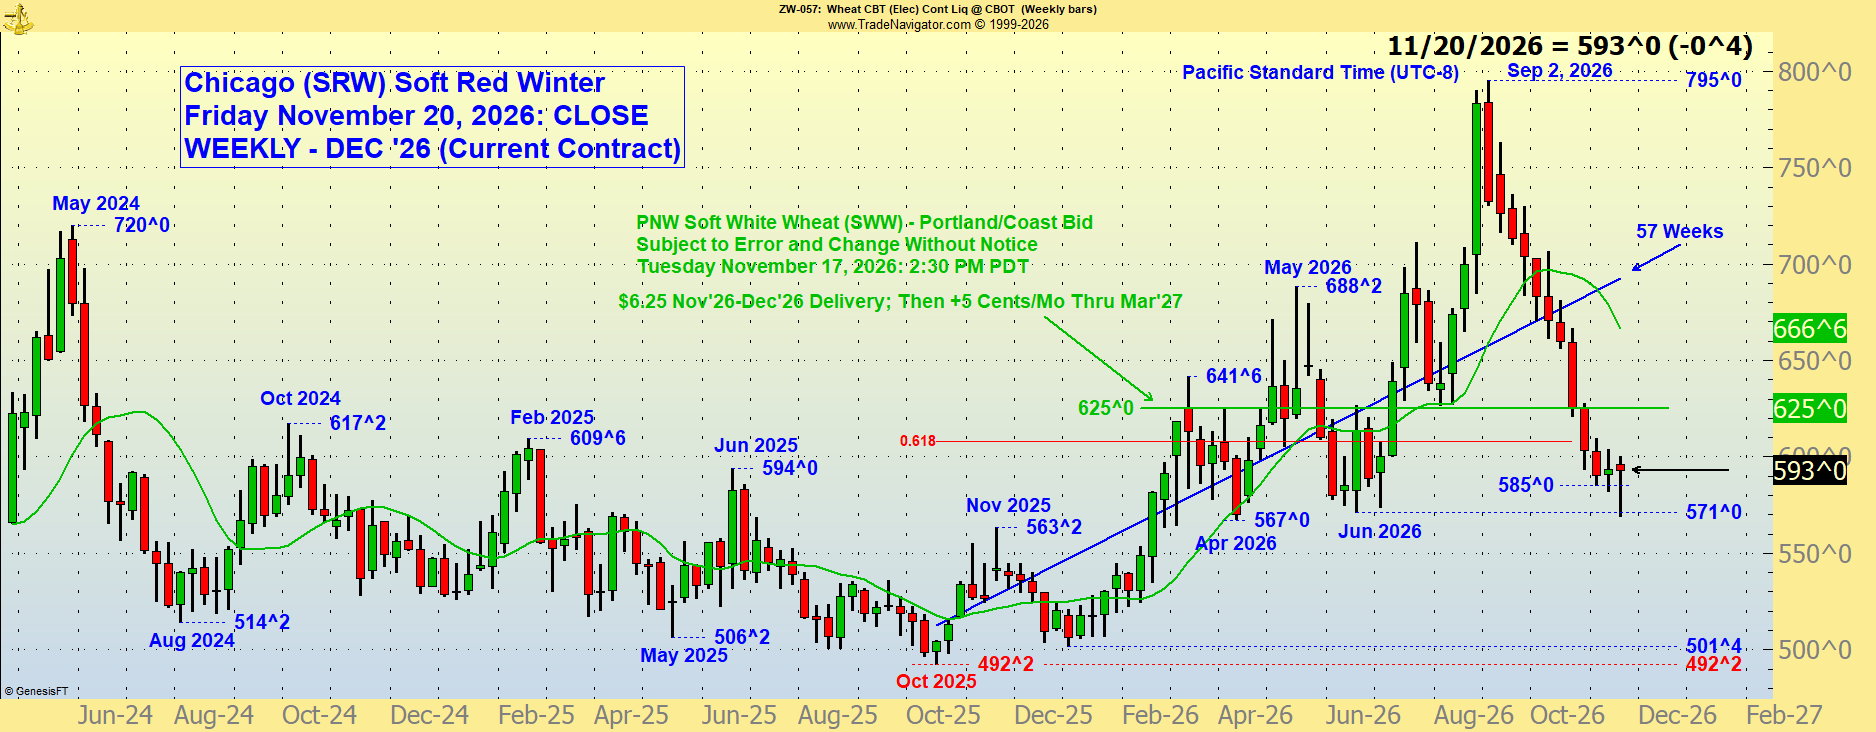 ZW-057: Wheat CBT (Elec) Cont Liq @ CBOT (Weekly bars)
www.TradeNavigator.com © 1999-2026
11/20/2026 = 593^0 (-0^4)
Chicago (SRW) Soft Red Winter
Friday November 20, 2026: CLOSE
WEEKLY - DEC '26 (Current Contract)
Pacific Standard Time (UTC-8)
Sep 2, 2026
795^0
800^0
750^0
700^0
666^6
650^0
625^0
600^0
593^0
550^0
500^0
May 2024
720^0
PNW Soft White Wheat (SWW) - Portland/Coast Bid
Subject to Error and Change Without Notice
Tuesday November 17, 2026: 2:30 PM PDT
$6.25 Nov'26-Dec'26 Delivery; Then +5 Cents/Mo Thru Mar'27
57 Weeks
May 2026
688^2
641^6
625^0
0.618
Oct 2024
617^2
Feb 2025
609^6
Jun 2025
594^0
Nov 2025
563^2
585^0
571^0
567^0
Apr 2026
Jun 2026
514^2
Aug 2024
506^2
May 2025
492^2
Oct 2025
501^4
492^2
© GenesisFT
Jun-24 Aug-24 Oct-24 Dec-24 Feb-25 Apr-25 Jun-25 Aug-25 Oct-25 Dec-25 Feb-26 Apr-26 Jun-26 Aug-26 Oct-26 Dec-26 Feb-27